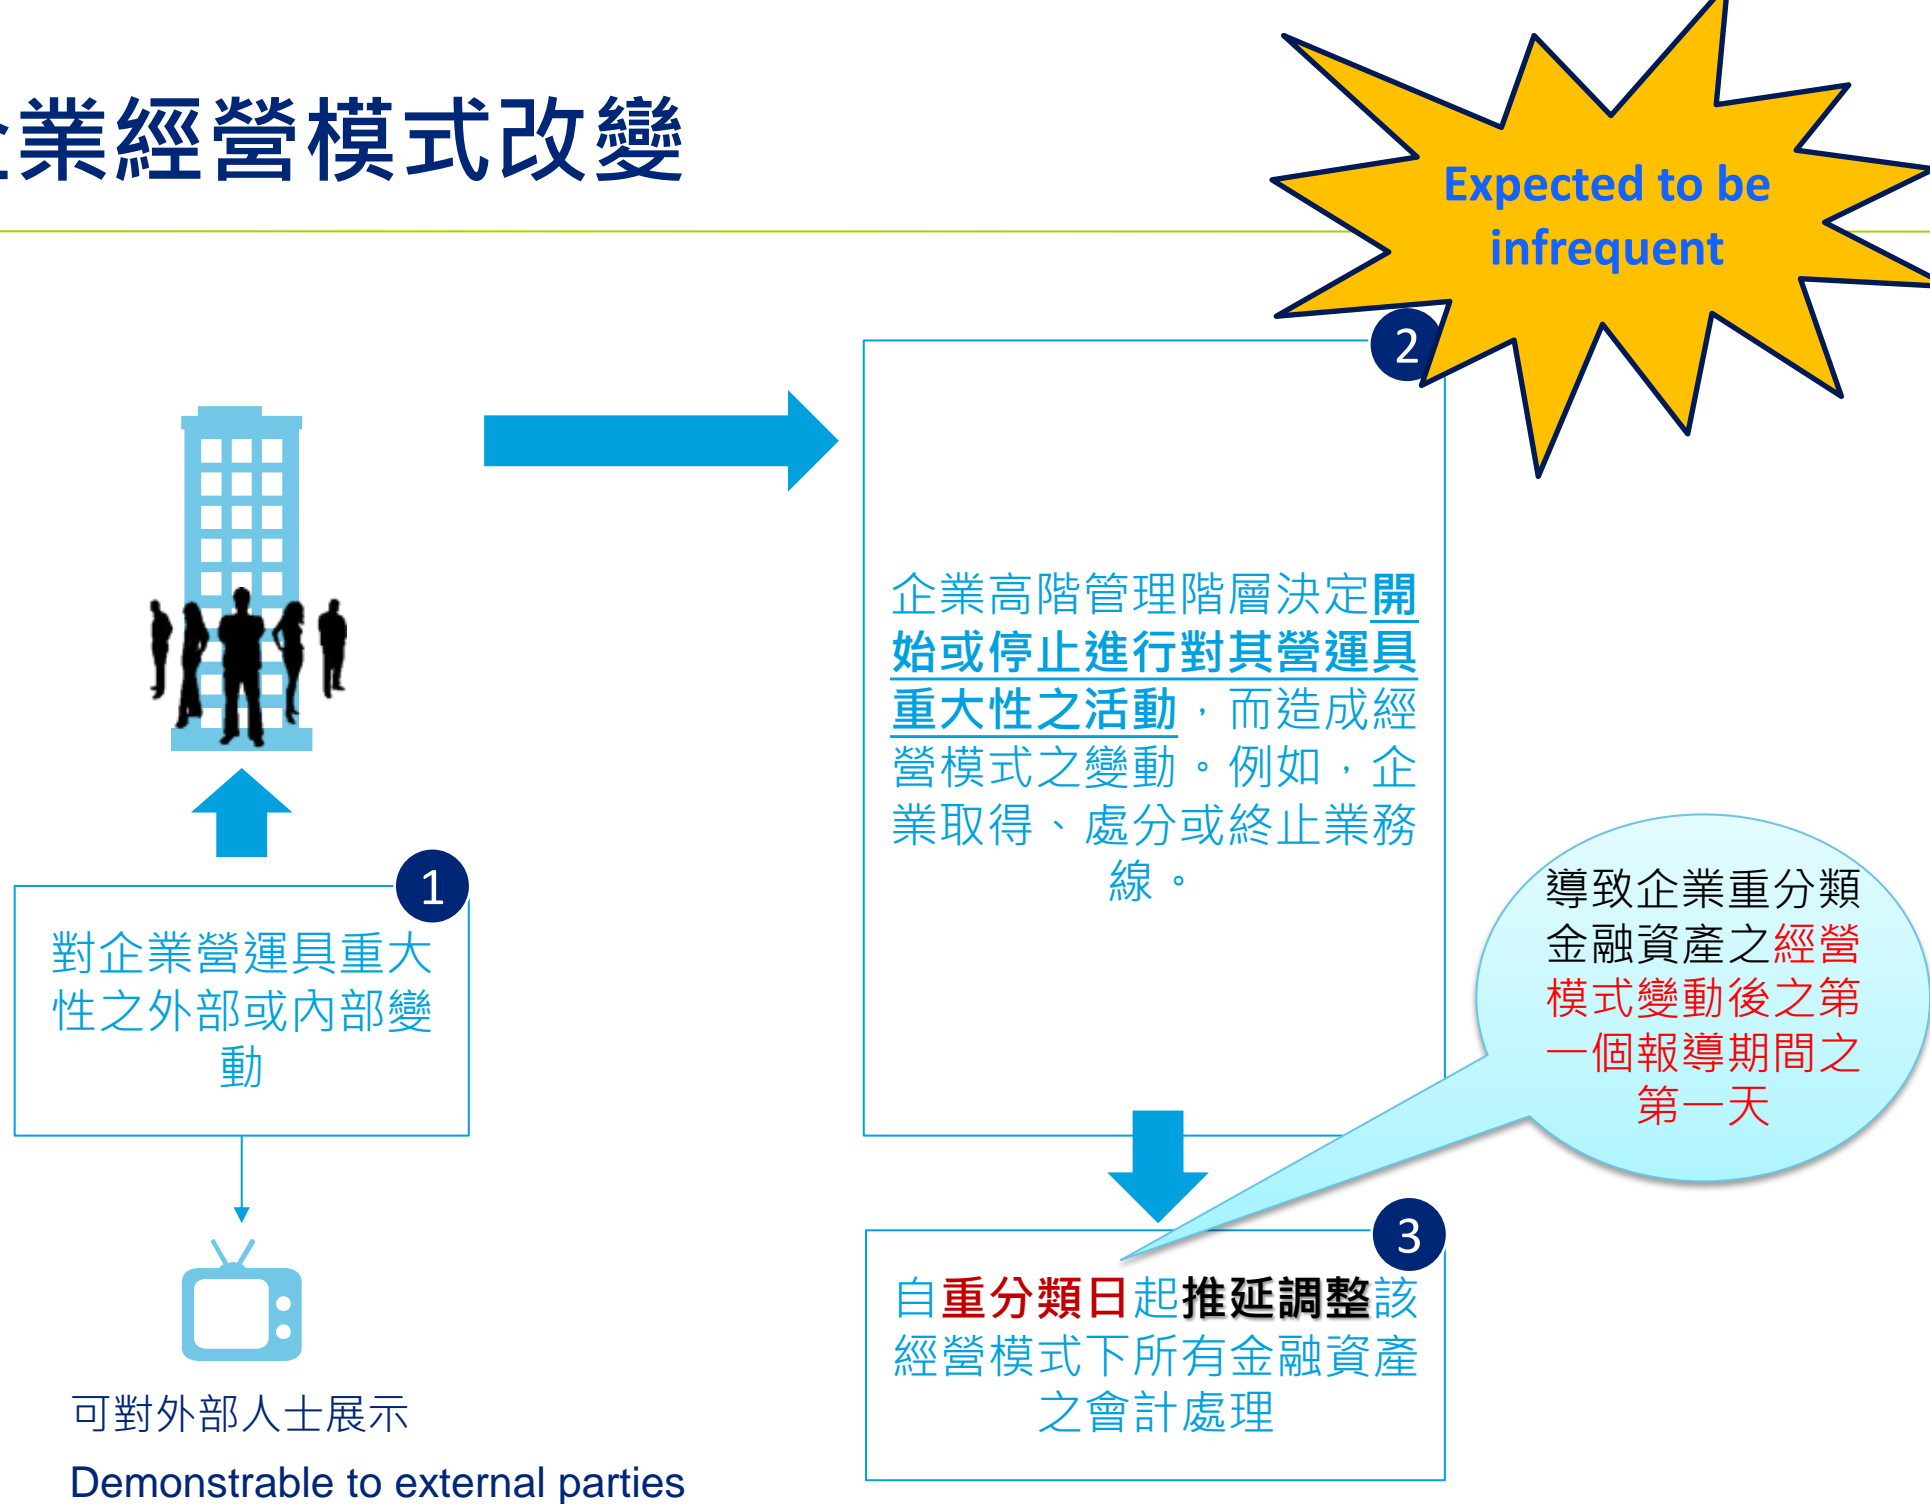 業經營模式改變
Expected to be
infrequent
2
企業高階管理階層決定開
始或停止進行對其營運具
重大性之活動，而造成經
營模式之變動。例如，企
業取得、處分或終止業務
線。
1
對企業營運具重大
性之外部或內部變
動
導致企業重分類
金融資產之經營
模式變動後之第
一個報導期間之
第一天
3
自重分類日起推延調整該
經營模式下所有金融資產
之會計處理
可對外部人士展示
Demonstrable to external parties